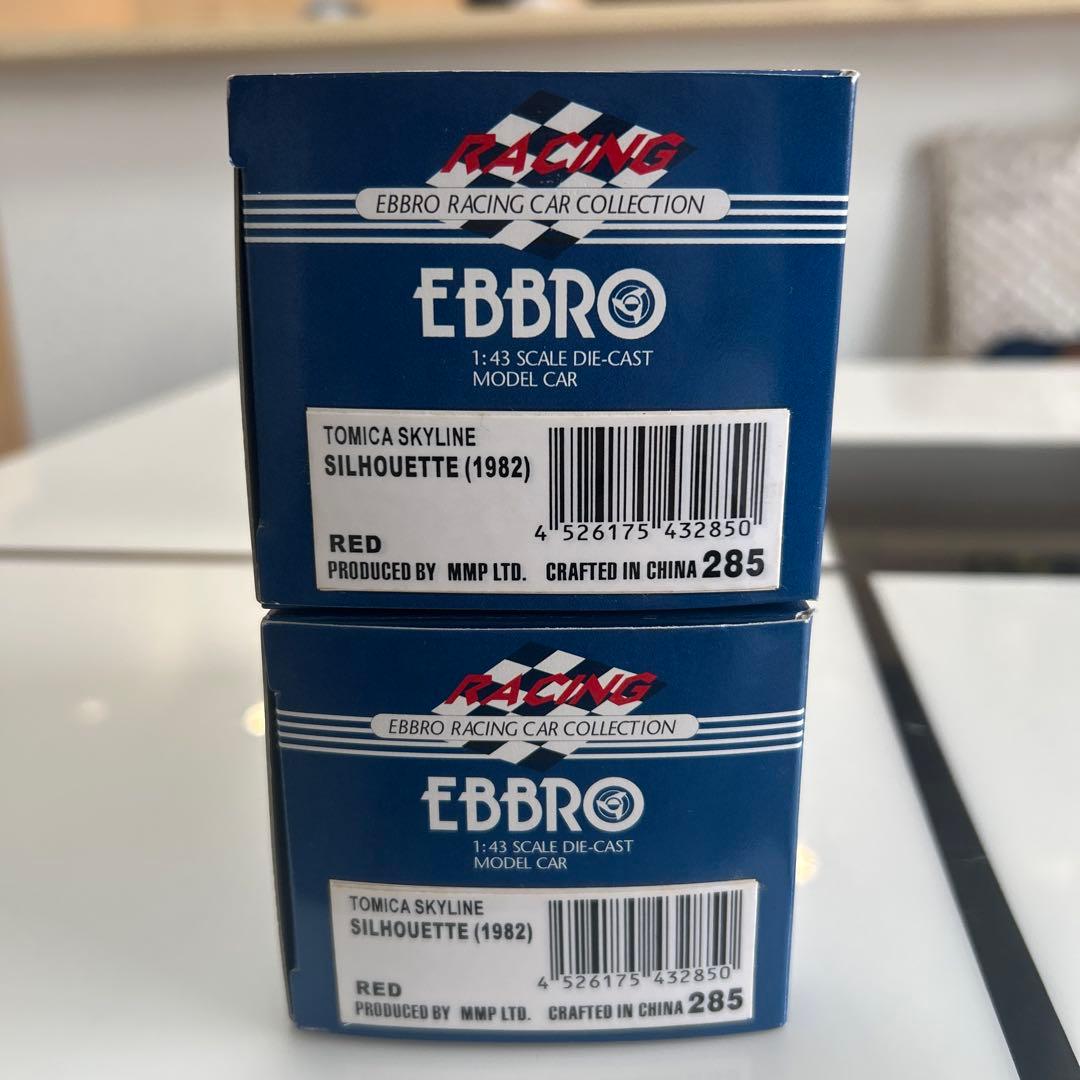 RACING
EBBRO RACING CAR COLLECTION
EBBRO
1:43 SCALE DIE-CAST
MODEL CAR
TOMICA SKYLINE
SILHOUETTE (1982)
4 526175 432850
RED
PRODUCED BY MMP LTD. CRAFTED IN CHINA 285
RACING
EBBRO RACING CAR COLLECTION
EBBRO
1:43 SCALE DIE-CAST
MODEL CAR
TOMICA SKYLINE
SILHOUETTE (1982)
4 526175 432850
RED
PRODUCED BY MMP LTD. CRAFTED IN CHINA 285